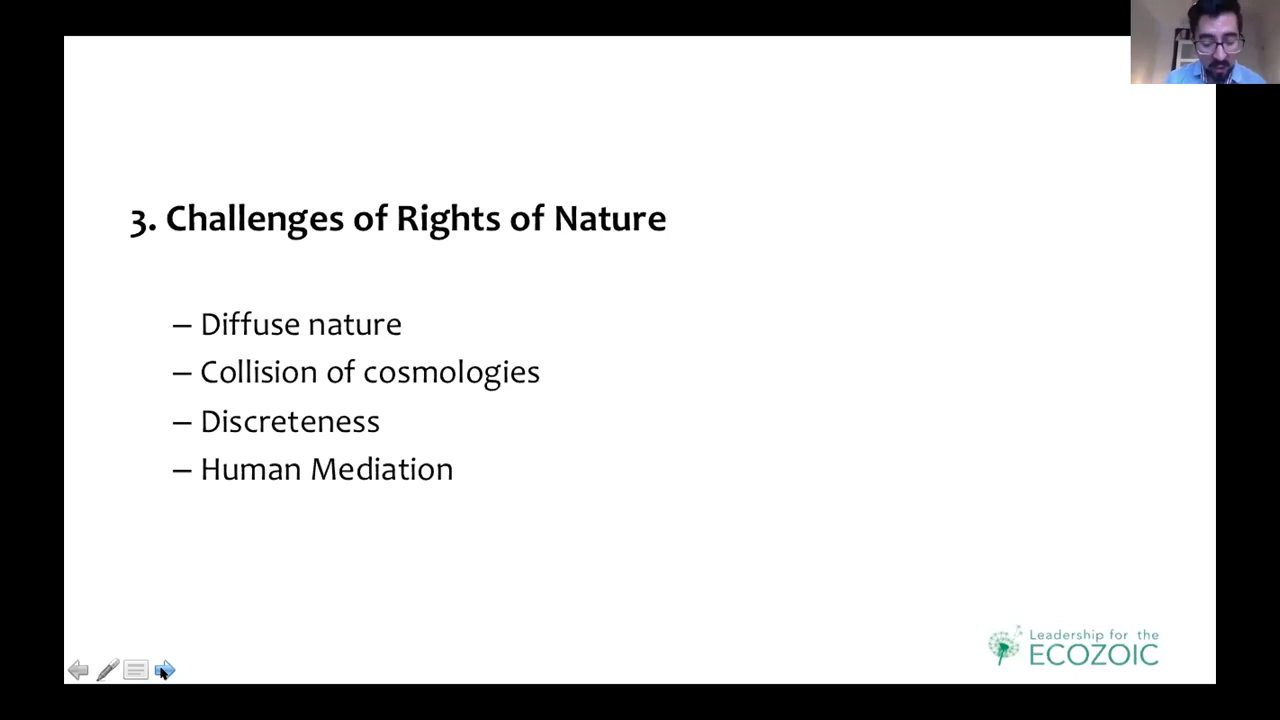 3. Challenges of Rights of Nature
– Diffuse nature
– Collision of cosmologies
– Discreteness
– Human Mediation
Leadership for the
ECOZOIC